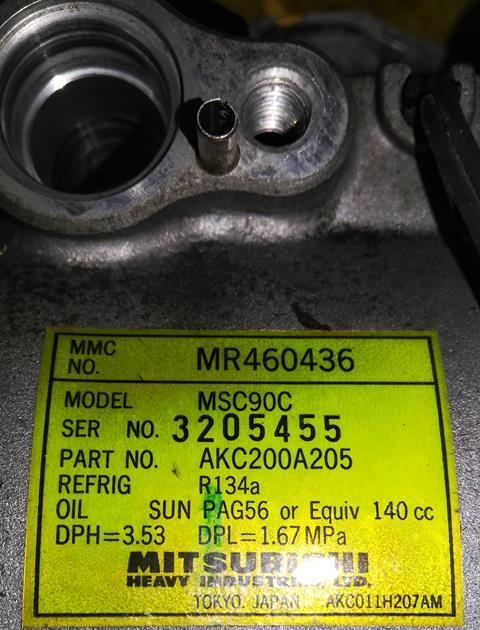 MMC NO. MR460436
MODEL MSC90C
SER NO. 3205455
PART NO. AKC200A205
REFRIG R134a
OIL SUN PAG56 or Equiv 140 cc
DPH=3.53 DPL=1.67 MPa
MITSUBISHI
HEAVY INDUSTRIES, LTD.
TOKYO. JAPAN AKC011H207AM